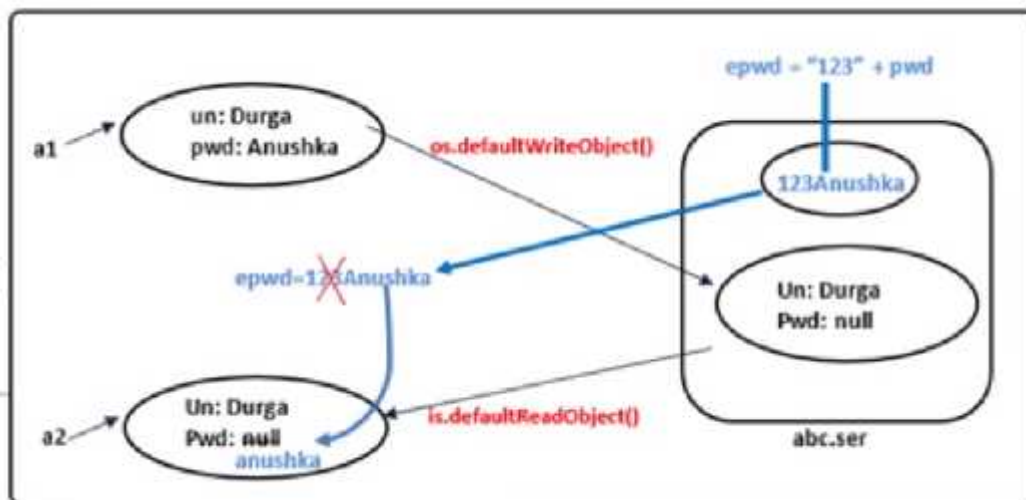 epwd = "123" + pwd
un: Durga
pwd: Anushka
a1
os.defaultWriteObject()
123Anushka
epwd=123Anushka
Un: Durga
Pwd: null
Un: Durga
Pwd: null
anushka
a2
is.defaultReadObject()
abc.ser